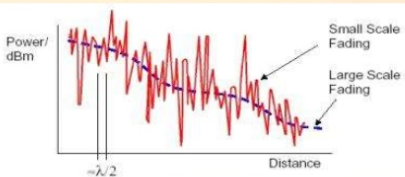 Power/
dBm
Small Scale
Fading
Large Scale
Fading
Distance
≈λ/2